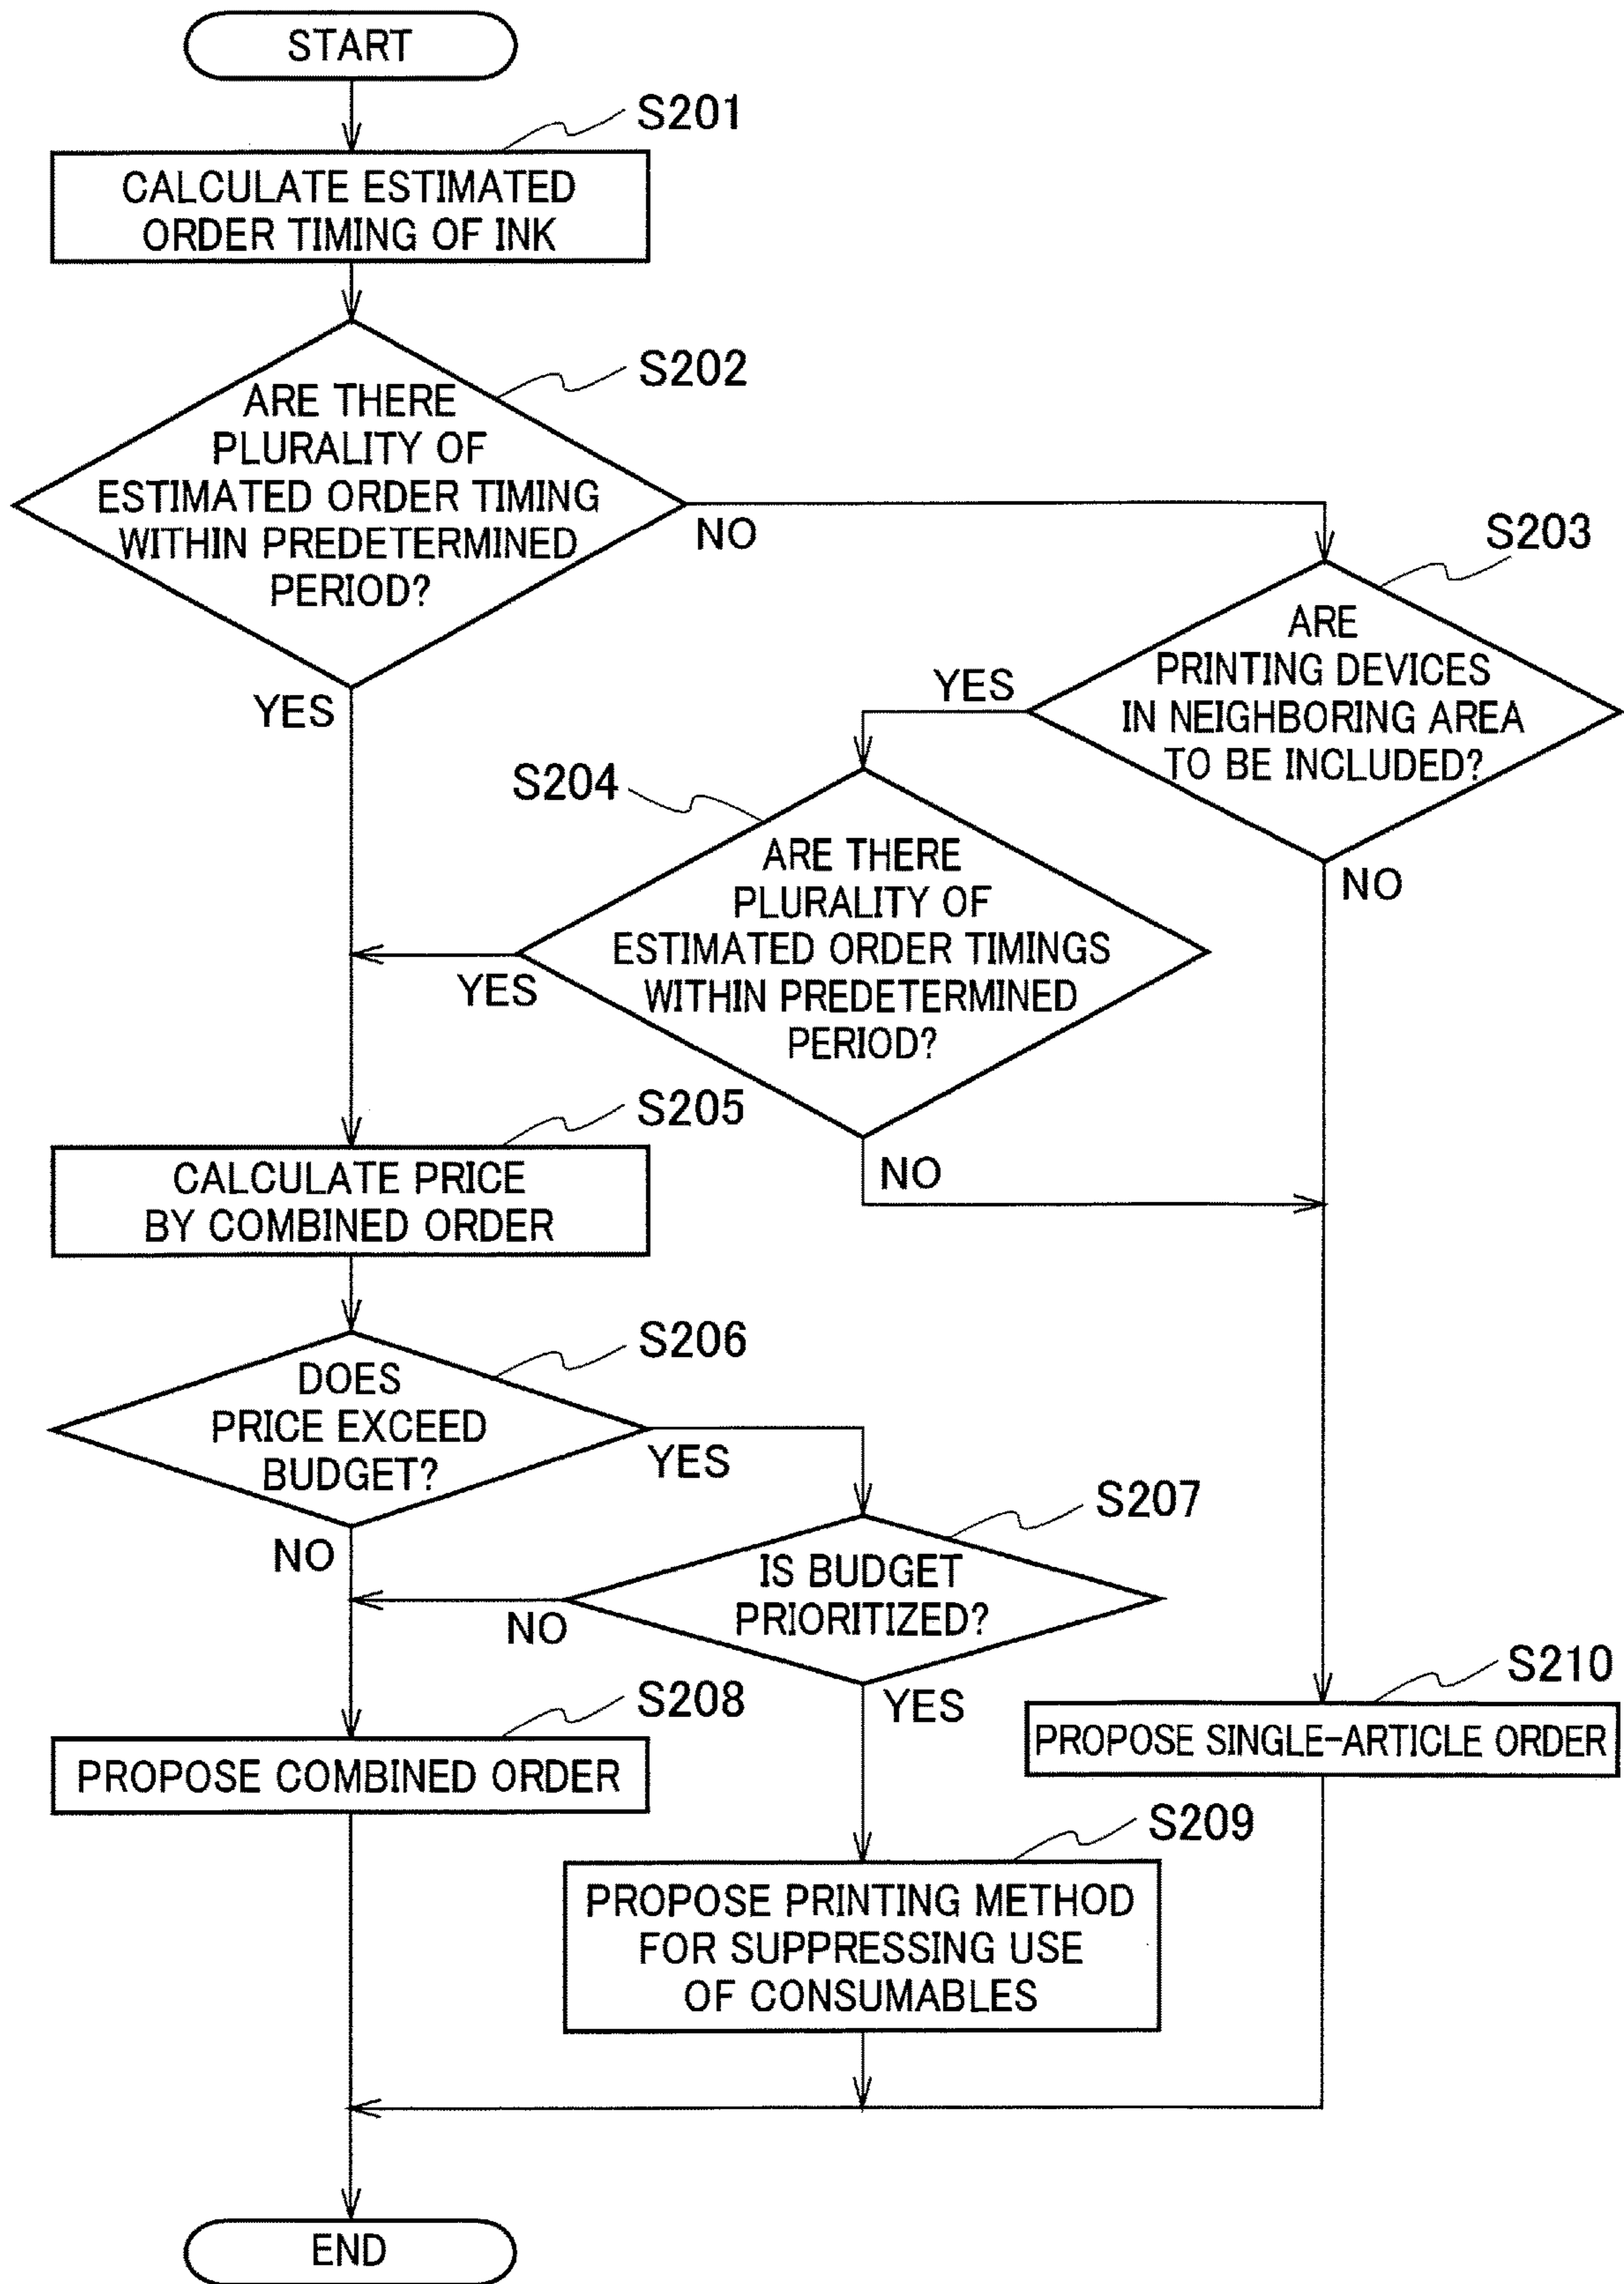 START
S201
CALCULATE ESTIMATED
ORDER TIMING OF INK
S202
ARE THERE
PLURALITY OF
ESTIMATED ORDER TIMING
WITHIN PREDETERMINED
PERIOD?
NO
YES
S203
ARE
PRINTING DEVICES
IN NEIGHBORING AREA
TO BE INCLUDED?
YES
NO
S204
ARE THERE
PLURALITY OF
ESTIMATED ORDER TIMINGS
WITHIN PREDETERMINED
PERIOD?
YES
NO
S205
CALCULATE PRICE
BY COMBINED ORDER
S206
DOES
PRICE EXCEED
BUDGET?
YES
NO
S207
IS BUDGET
PRIORITIZED?
NO
YES
S208
PROPOSE COMBINED ORDER
S210
PROPOSE SINGLE-ARTICLE ORDER
S209
PROPOSE PRINTING METHOD
FOR SUPPRESSING USE
OF CONSUMABLES
END